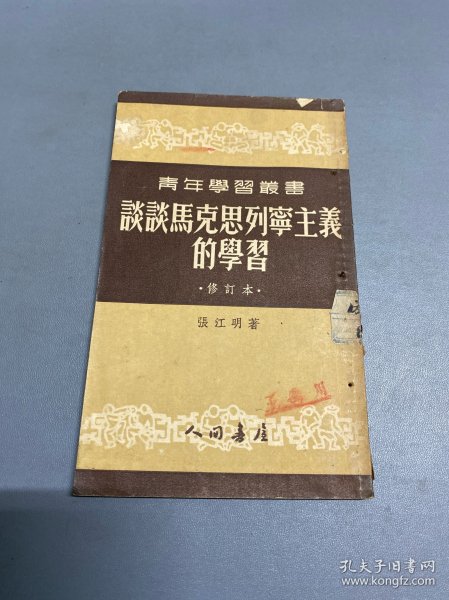 青年學習叢書
談談馬克思列寧主義
的學習
·修訂本·
張江明著
人间書屋
孔夫子旧书网
www.kongfz.com